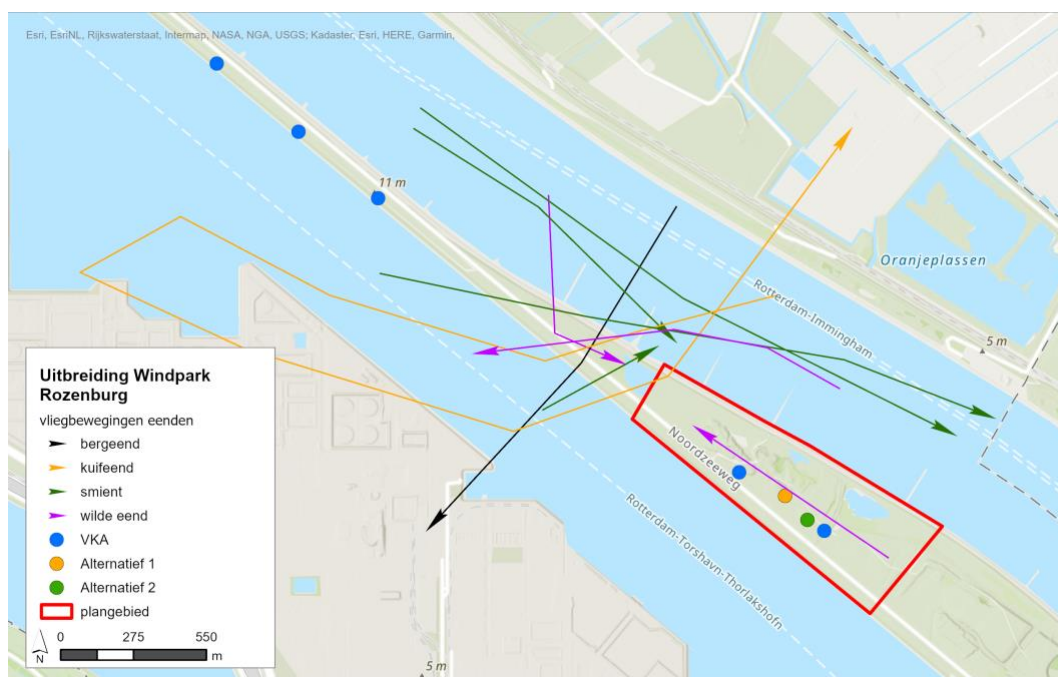 Esri, EsriNL, Rijkswaterstaat, Intermap, NASA, NGA, USGS; Kadaster, Esri, HERE, Garmin,
11 m
Oranjeplassen
Rotterdam-Immingham
5 m
Noordzeeweg
Rotterdam-Torshavn-Thorlakshofn
5 m
Uitbreiding Windpark
Rozenburg
vliegbewegingen eenden
bergeend
kuifeend
smient
wilde eend
VKA
Alternatief 1
Alternatief 2
plangebied
0 275 550
m
N